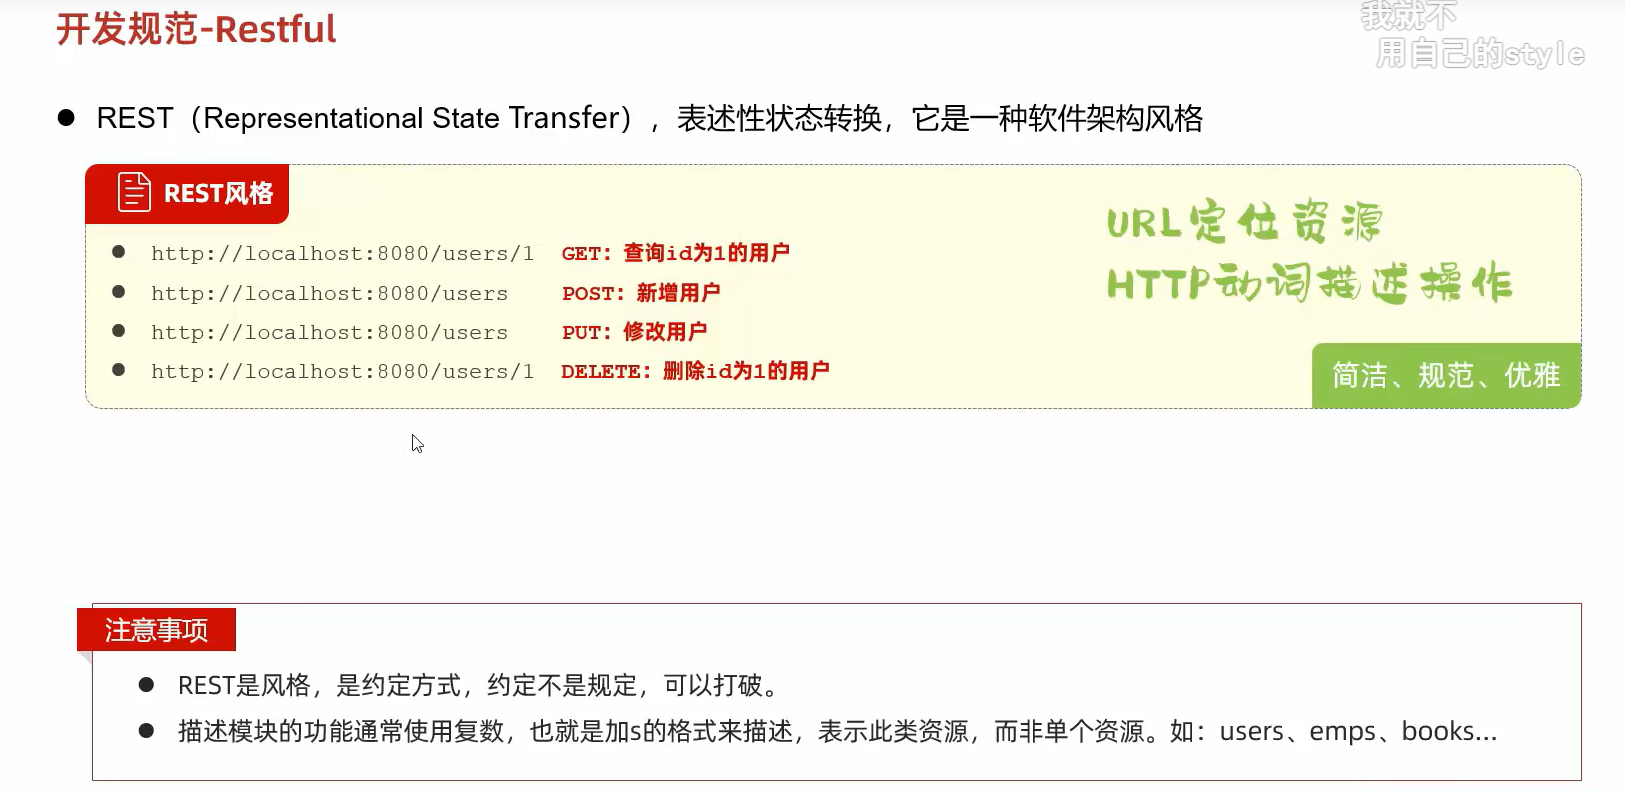 开发规范-Restful
我就不
用自己的style
REST（Representational State Transfer），表述性状态转换，它是一种软件架构风格
REST风格
http://localhost:8080/users/1 GET：查询id为1的用户
http://localhost:8080/users POST：新增用户
http://localhost:8080/users PUT：修改用户
http://localhost:8080/users/1 DELETE：删除id为1的用户
URL定位资源
HTTP动词描述操作
简洁、规范、优雅
注意事项
REST是风格，是约定方式，约定不是规定，可以打破。
描述模块的功能通常使用复数，也就是加s的格式来描述，表示此类资源，而非单个资源。如：users、emps、books...